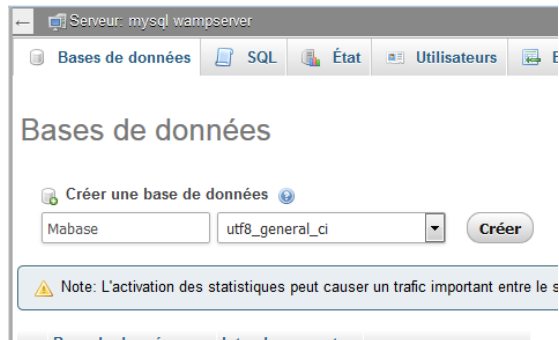 Serveur: mysql wampserver
Bases de données SQL État Utilisateurs
Bases de données
Créer une base de données
Mabase utf8_general_ci Créer
Note: L'activation des statistiques peut causer un trafic important entre le